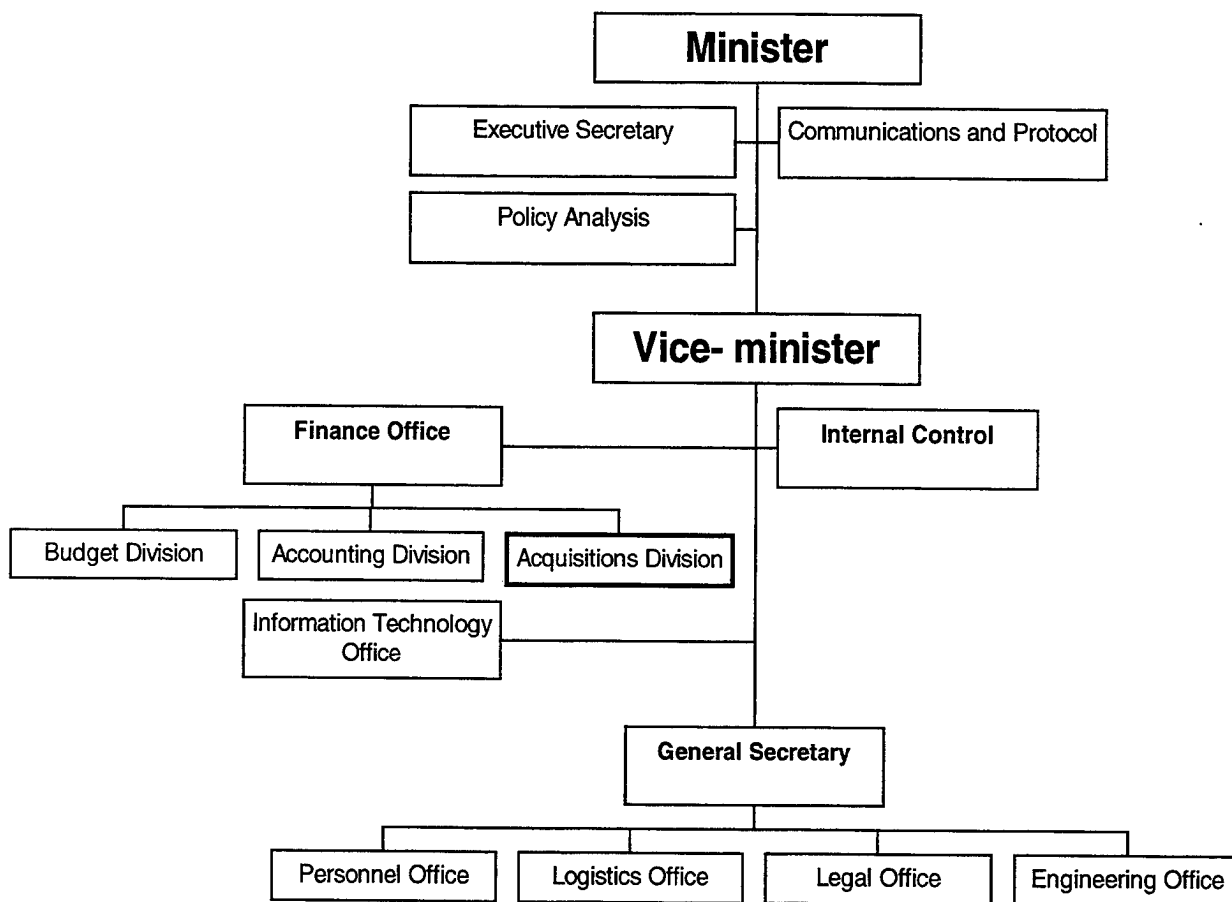 Minister
Executive Secretary
Communications and Protocol
Policy Analysis
Vice- minister
Finance Office
Internal Control
Budget Division
Accounting Division
Acquisitions Division
Information Technology
Office
General Secretary
Personnel Office
Logistics Office
Legal Office
Engineering Office